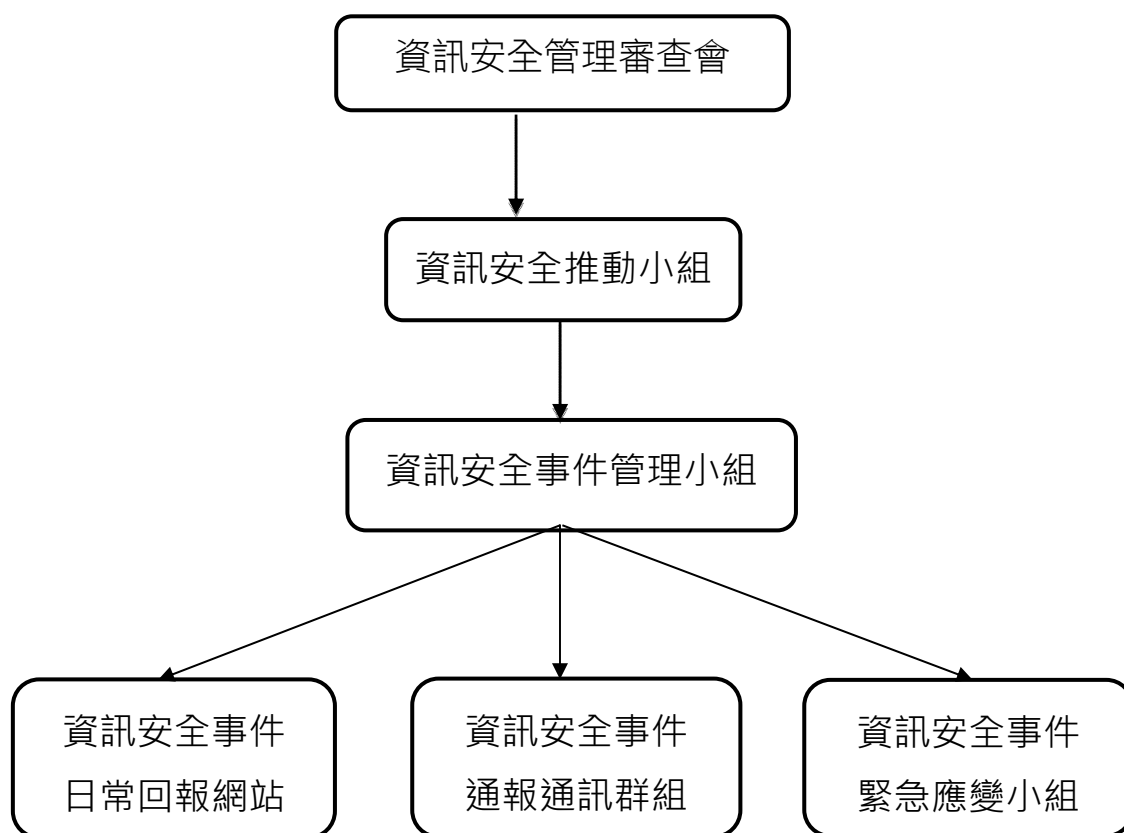 資訊安全管理審查會
資訊安全推動小組
資訊安全事件管理小組
資訊安全事件
日常回報網站
資訊安全事件
通報通訊群組
資訊安全事件
緊急應變小組